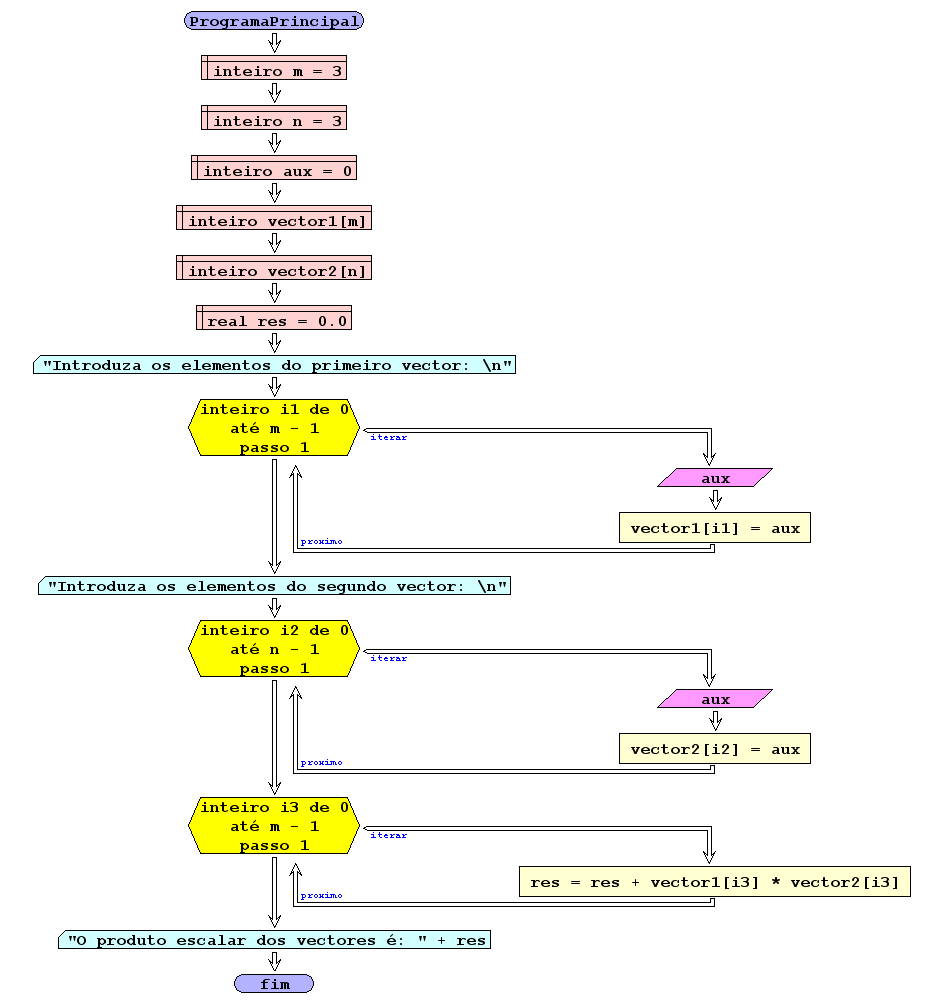 ProgramaPrincipal
inteiro m = 3
inteiro n = 3
inteiro aux = 0
inteiro vector1[m]
inteiro vector2[n]
real res = 0.0
"Introduza os elementos do primeiro vector: \n"
inteiro i1 de 0
até m - 1
passo 1
iterar
aux
vector1[i1] = aux
proximo
"Introduza os elementos do segundo vector: \n"
inteiro i2 de 0
até n - 1
passo 1
iterar
aux
vector2[i2] = aux
proximo
inteiro i3 de 0
até m - 1
passo 1
iterar
res = res + vector1[i3] * vector2[i3]
proximo
"O produto escalar dos vectores é: " + res
fim